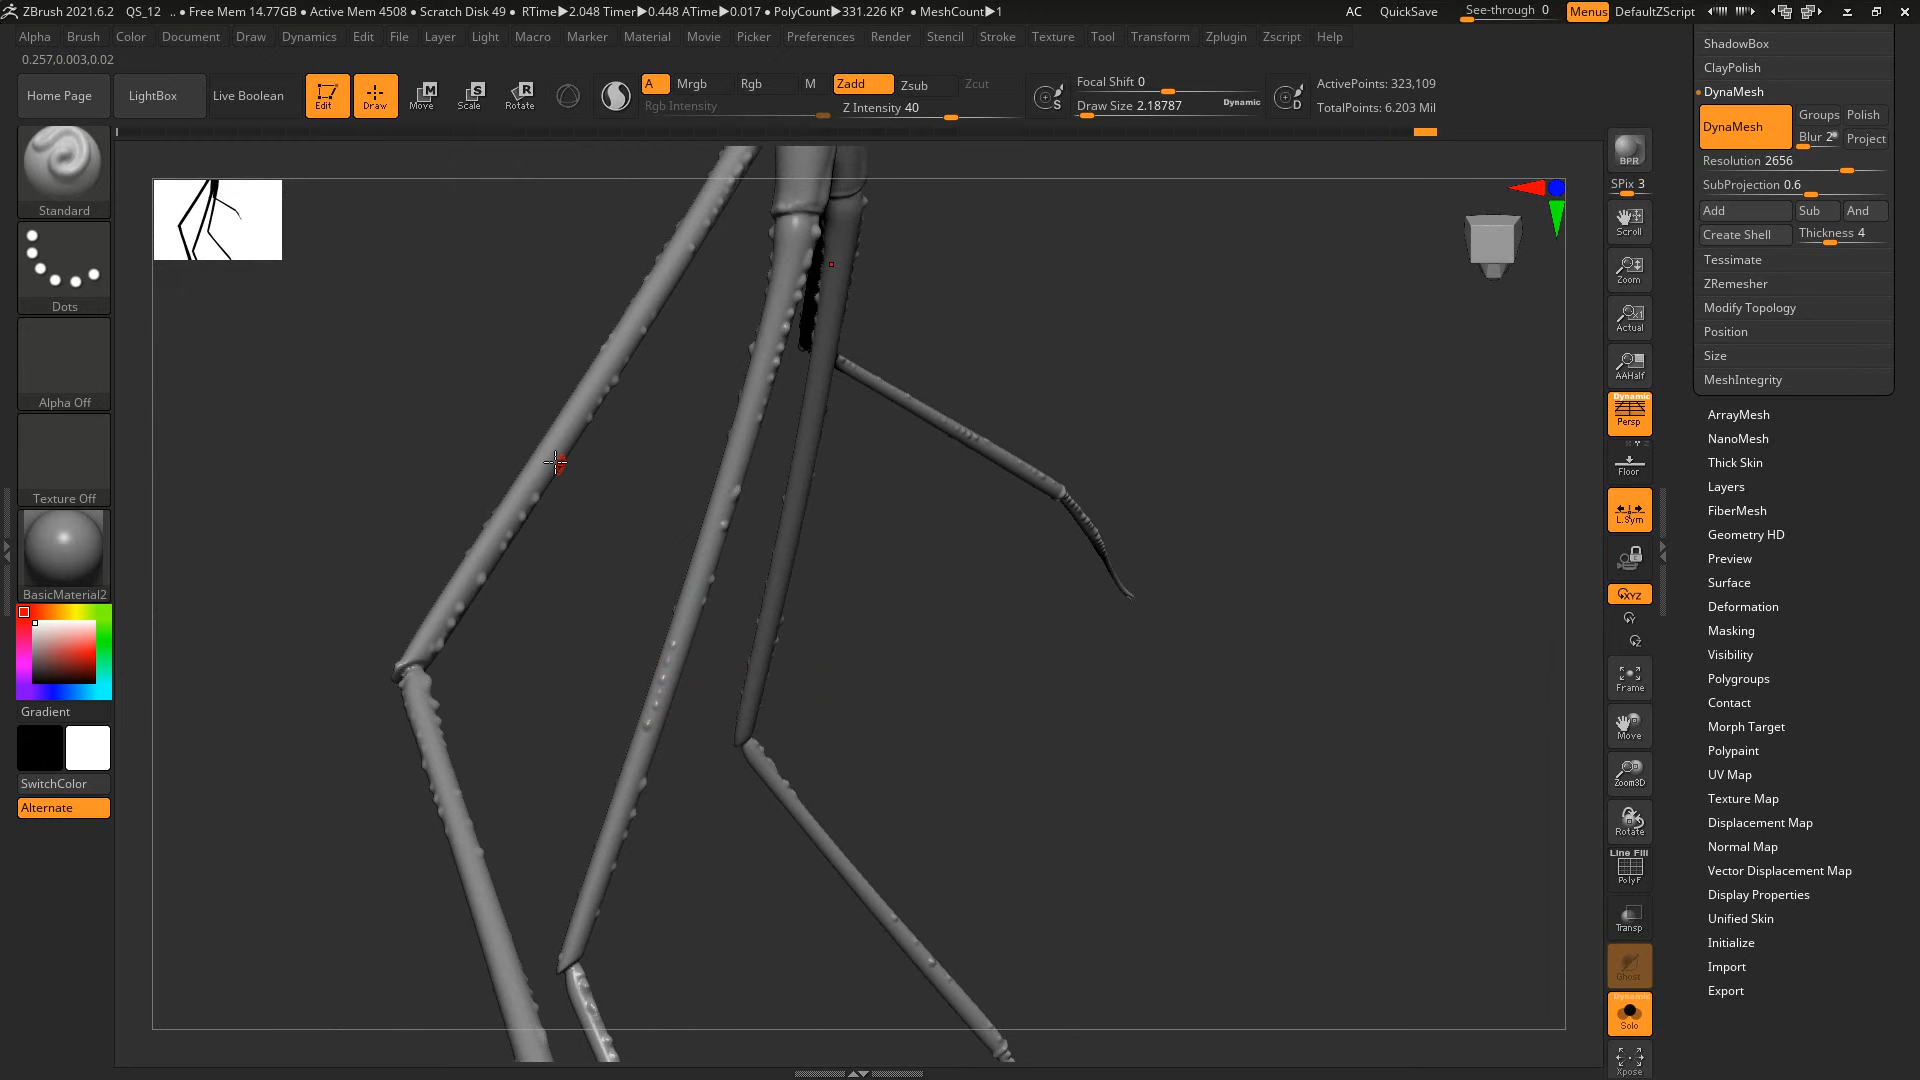 ZBrush 2021.6.2 QS_12 .. ● Free Mem 14.77GB ● Active Mem 4508 ● Scratch Disk 49 ● RTime▶2.048 Timer▶0.448 ATime▶0.017 ● PolyCount▶331.226 KP ● MeshCount▶1 AC QuickSave See-through 0 Menus DefaultZScript
Alpha Brush Color Document Draw Dynamics Edit File Layer Light Macro Marker Material Movie Picker Preferences Render Stencil Stroke Texture Tool Transform Zplugin Zscript Help
0.257,0.003,0.02
Home Page LightBox Live Boolean Edit Draw Move Scale Rotate
A Mrgb Rgb M Zadd Zsub Zcut
Rgb Intensity Z Intensity 40
S Focal Shift 0
Draw Size 2.18787 Dynamic D
ActivePoints: 323,109
TotalPoints: 6.203 Mil
Standard
Dots
Alpha Off
Texture Off
BasicMaterial2
Gradient
SwitchColor
Alternate
BPR
SPix 3
Scroll
Zoom
Actual
AAHalf
Dynamic
Persp
Floor
L.Sym
XYZ
Y
Z
Frame
Move
Zoom3D
Rotate
Line Fill
PolyF
Transp
Ghost
Dynamic
Solo
Xpose
ShadowBox
ClayPolish
DynaMesh
DynaMesh Groups Polish
Blur 2 Project
Resolution 2656
SubProjection 0.6
Add Sub And
Create Shell Thickness 4
Tessimate
ZRemesher
Modify Topology
Position
Size
MeshIntegrity
ArrayMesh
NanoMesh
Thick Skin
Layers
FiberMesh
Geometry HD
Preview
Surface
Deformation
Masking
Visibility
Polygroups
Contact
Morph Target
Polypaint
UV Map
Texture Map
Displacement Map
Normal Map
Vector Displacement Map
Display Properties
Unified Skin
Initialize
Import
Export